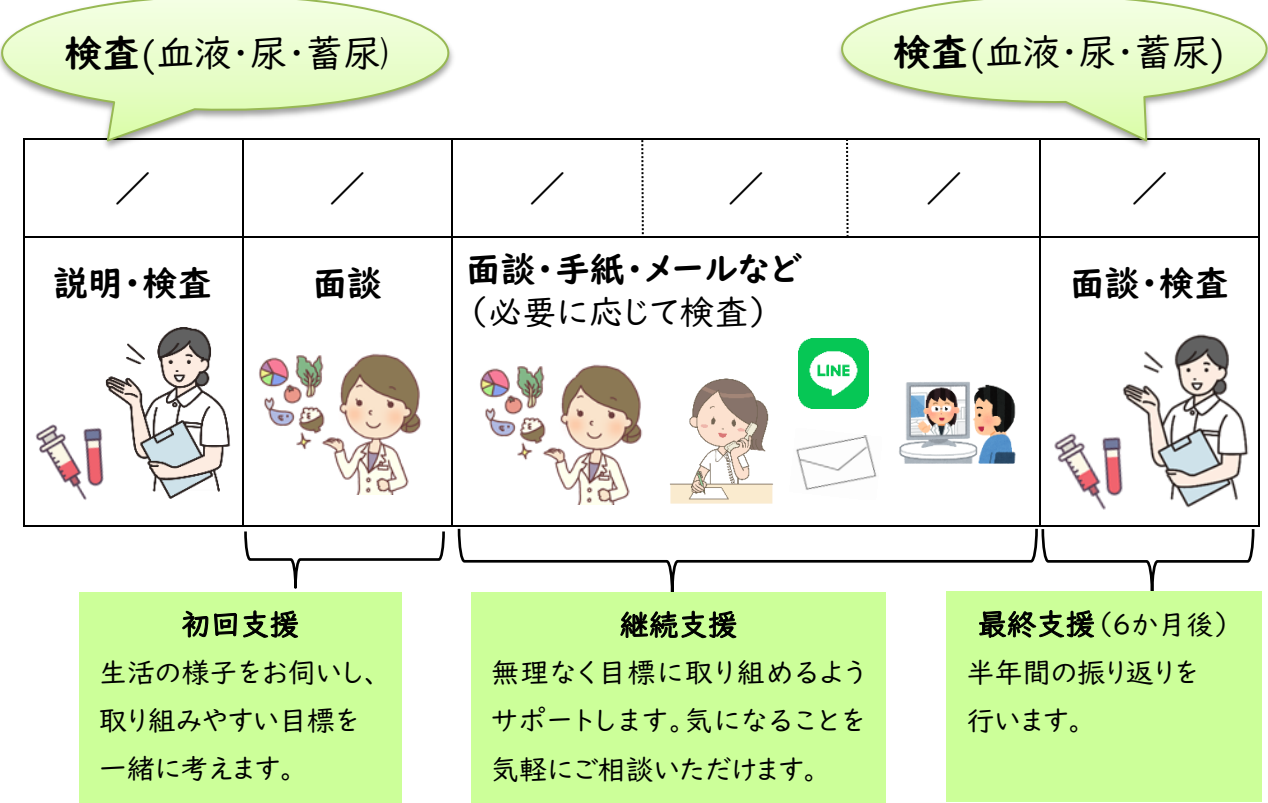 検査(血液・尿・蓄尿)
検査(血液・尿・蓄尿)
／
／
／
／
／
／
説明・検査
面談
面談・手紙・メールなど
（必要に応じて検査）
LINE
面談・検査
初回支援
生活の様子をお伺いし、
取り組みやすい目標を
一緒に考えます。
継続支援
無理なく目標に取り組めるよう
サポートします。気になることを
気軽にご相談いただけます。
最終支援（6か月後）
半年間の振り返りを
行います。